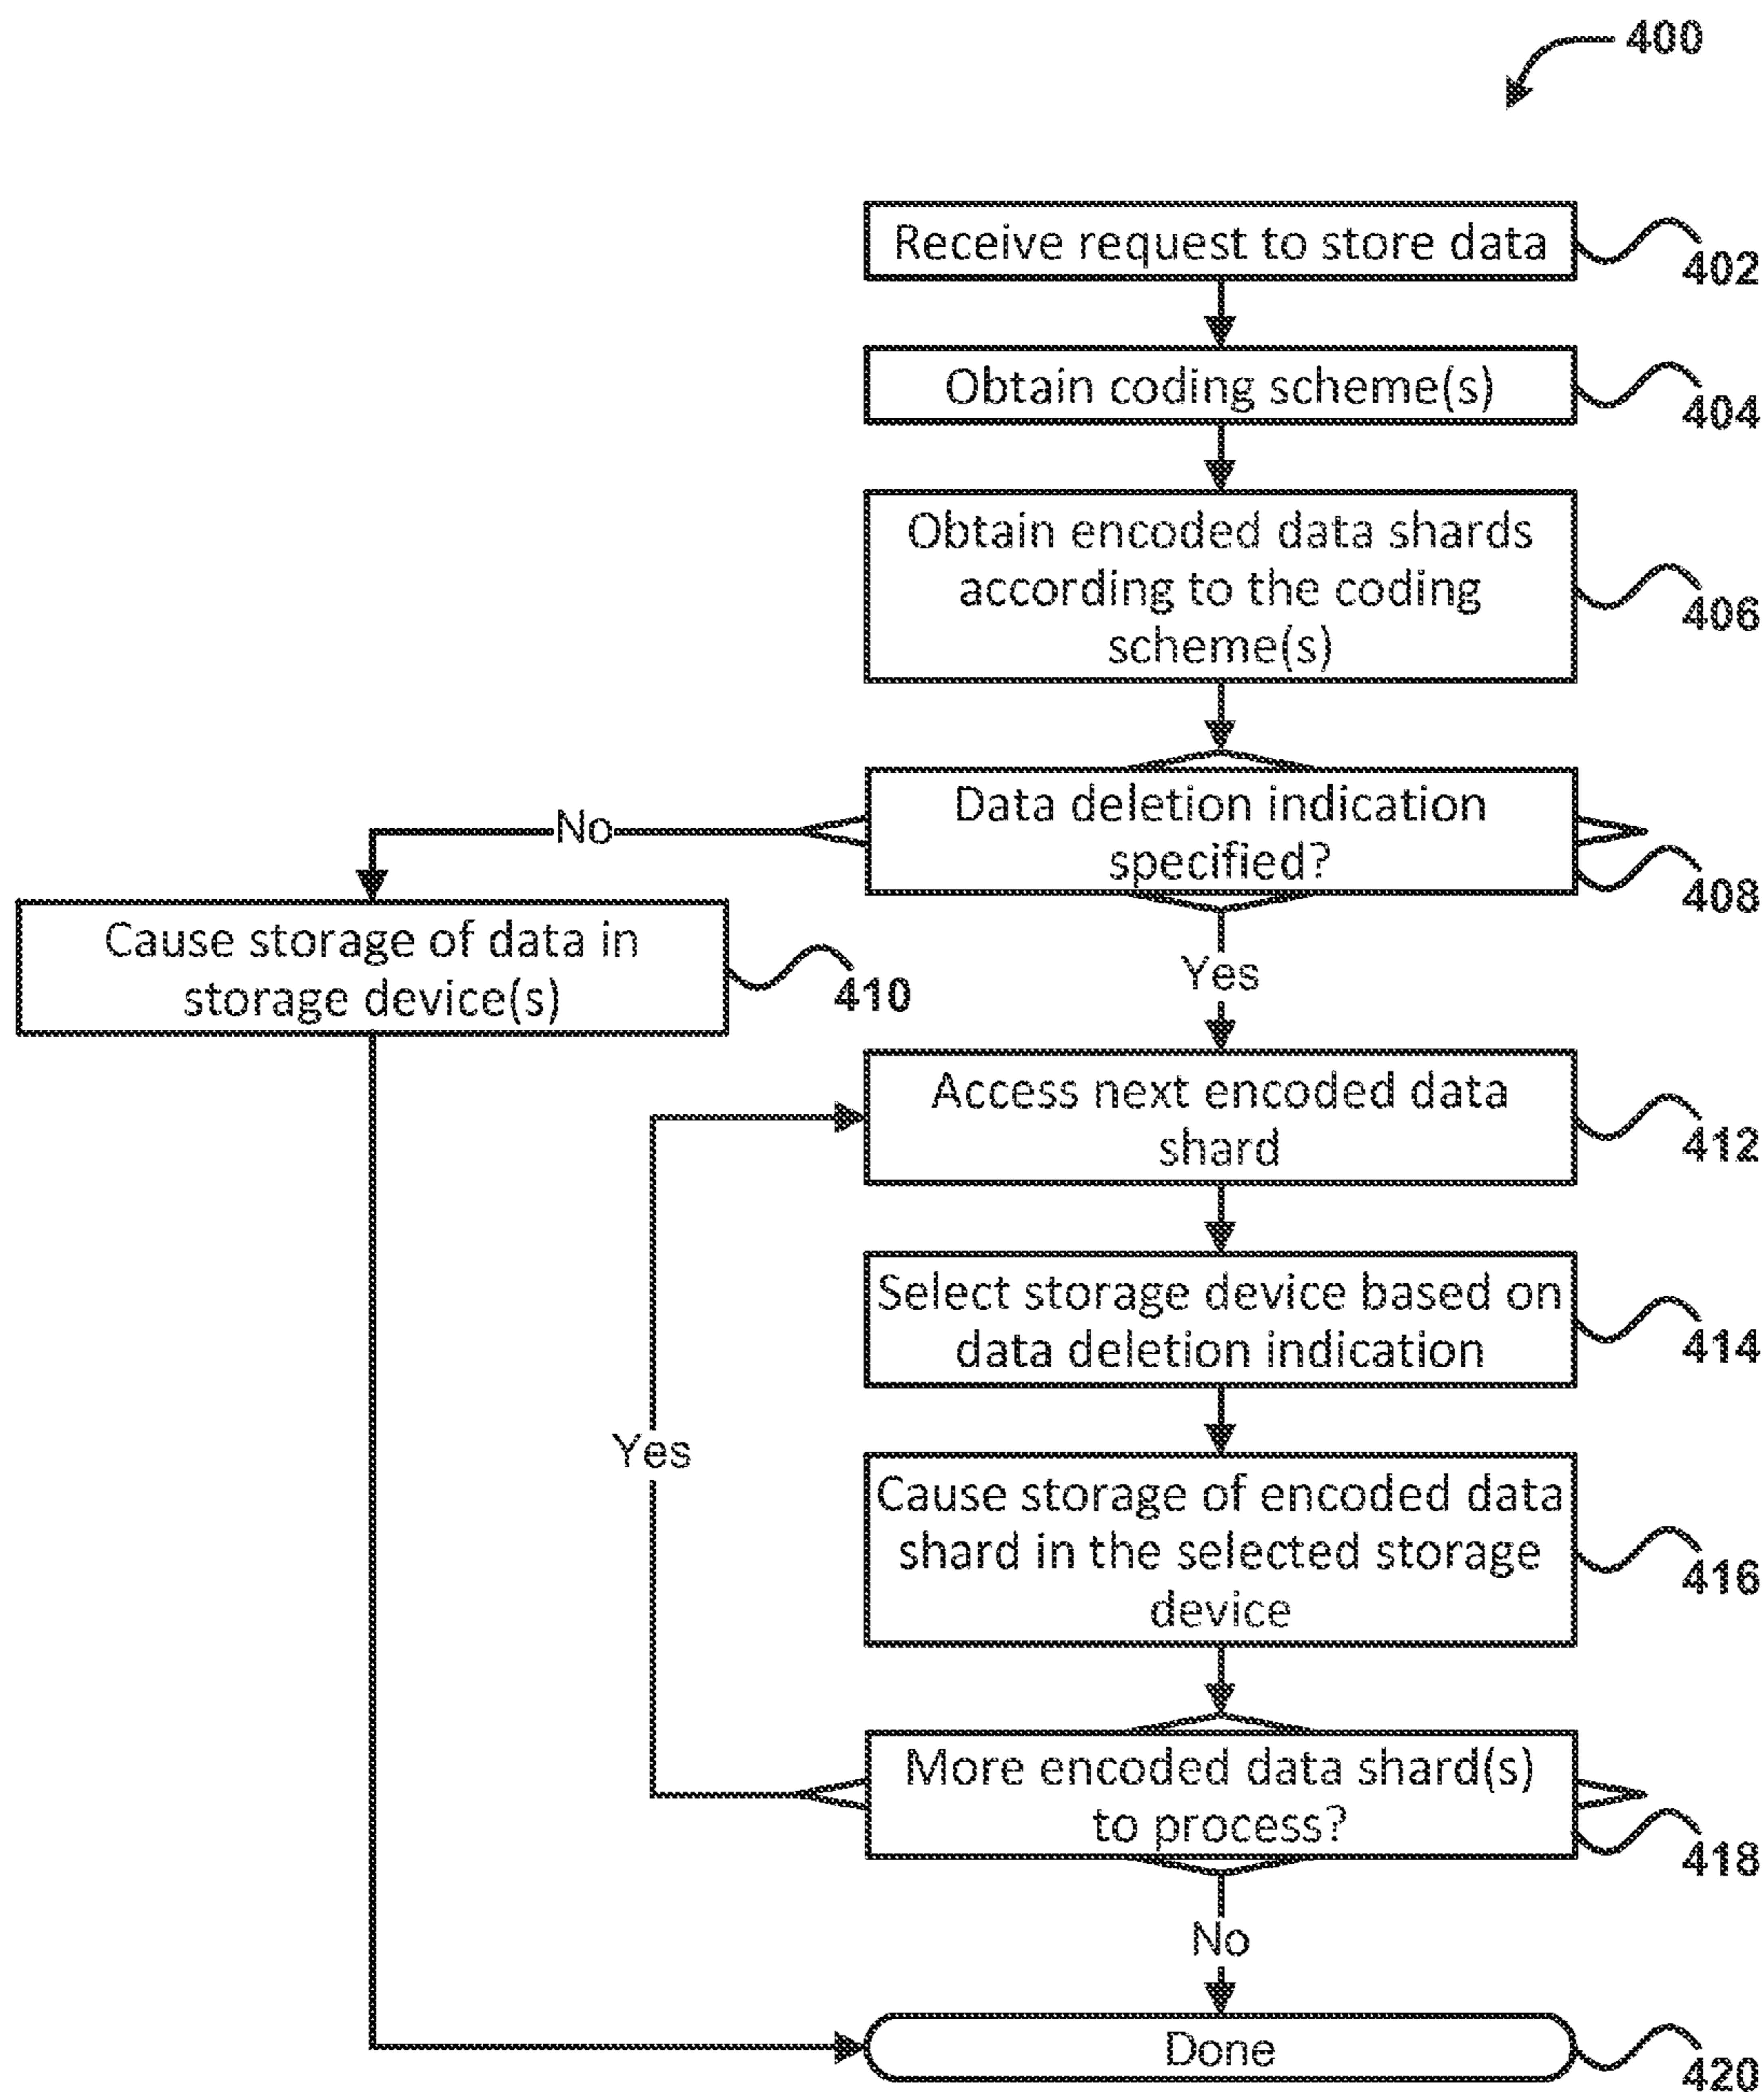 400
Receive request to store data
402
Obtain coding scheme(s)
404
Obtain encoded data shards
according to the coding
scheme(s)
406
Data deletion indication
specified?
408
No
Cause storage of data in
storage device(s)
410
Yes
Access next encoded data
shard
412
Select storage device based on
data deletion indication
414
Yes
Cause storage of encoded data
shard in the selected storage
device
416
More encoded data shard(s)
to process?
418
No
Done
420